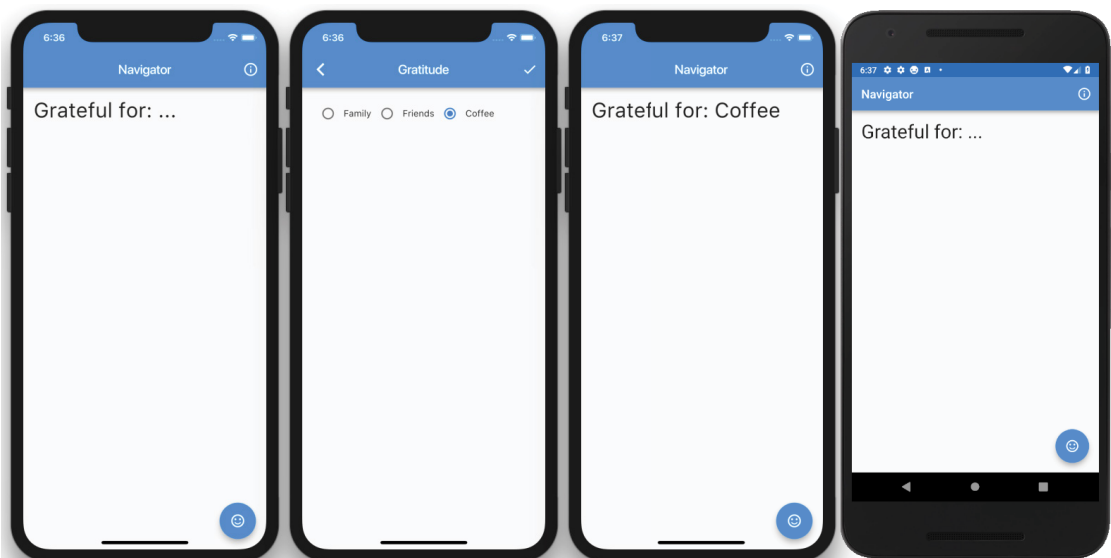 6:36
Navigator
Grateful for: ...
6:36
Gratitude
Family Friends Coffee
6:37
Navigator
Grateful for: Coffee
6:37
Navigator
Grateful for: ...